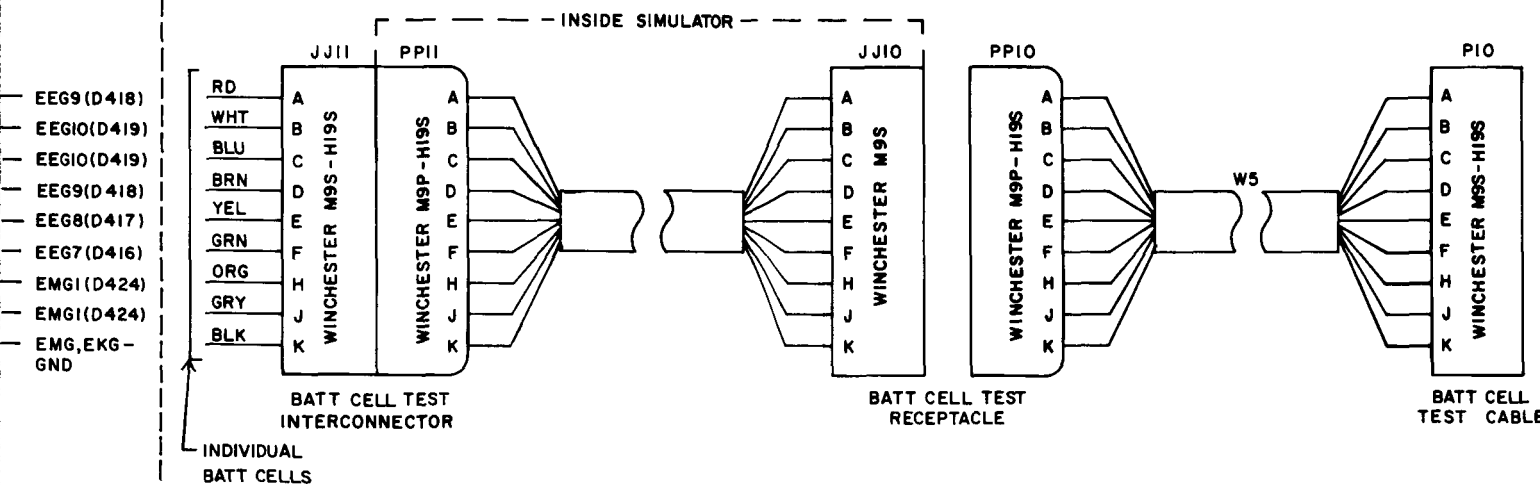 INSIDE SIMULATOR
JJ11 PP11 JJ10 PP10 P10
EEG9(D418)
EEG10(D419)
EEG10(D419)
EEG9(D418)
EEG8(D417)
EEG7(D416)
EMG1(D424)
EMG1(D424)
EMG,EKG-
GND
RD
WHT
BLU
BRN
YEL
GRN
ORG
GRY
BLK
A
B
C
D
E
F
H
J
K
WINCHESTER M9S-H19S
WINCHESTER M9P-H19S
A
B
C
D
E
F
H
J
K
A
B
C
D
E
F
H
J
K
WINCHESTER M9S
WINCHESTER M9P-H19S
A
B
C
D
E
F
H
J
K
W5
A
B
C
D
E
F
H
J
K
WINCHESTER M9S-H19S
BATT CELL TEST
INTERCONNECTOR
BATT CELL TEST
RECEPTACLE
BATT CELL
TEST CABLE
INDIVIDUAL
BATT CELLS